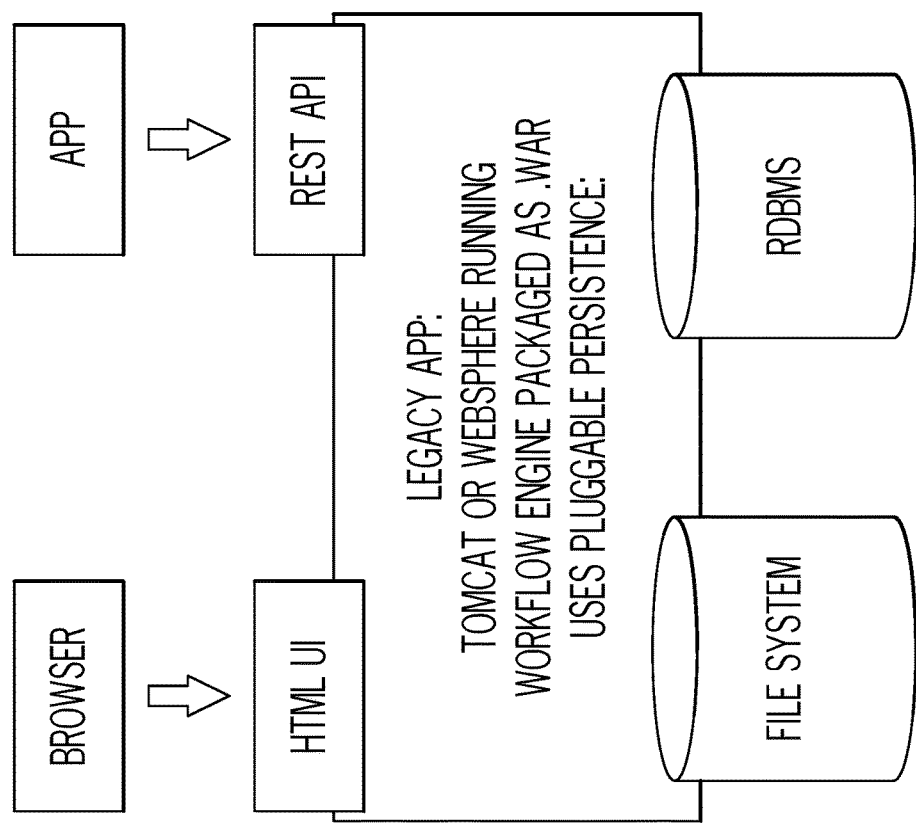 BROWSER
APP
HTML UI
REST API
LEGACY APP:
TOMCAT OR WEBSPHERE RUNNING
WORKFLOW ENGINE PACKAGED AS .WAR
USES PLUGGABLE PERSISTENCE:
FILE SYSTEM
RDBMS